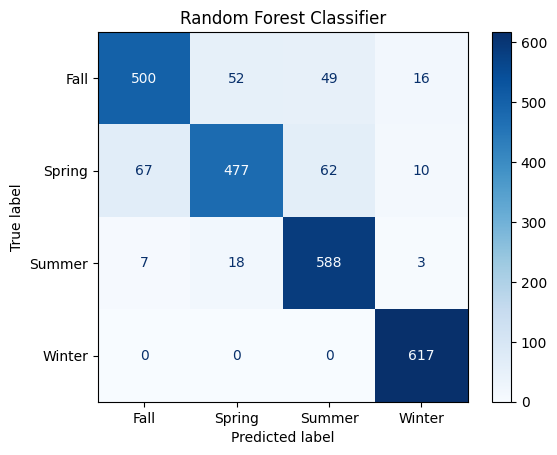 Random Forest Classifier
Fall 500 52 49 16
Spring 67 477 62 10
Summer 7 18 588 3
Winter 0 0 0 617
Fall Spring Summer Winter
Predicted label
True label
600
500
400
300
200
100
0